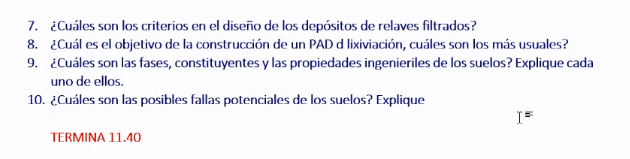 7. ¿Cuáles son los criterios en el diseño de los depósitos de relaves filtrados?
8. ¿Cuál es el objetivo de la construcción de un PAD d lixiviación, cuáles son los más usuales?
9. ¿Cuáles son las fases, constituyentes y las propiedades ingenieriles de los suelos? Explique cada
uno de ellos.
10. ¿Cuáles son las posibles fallas potenciales de los suelos? Explique
TERMINA 11.40